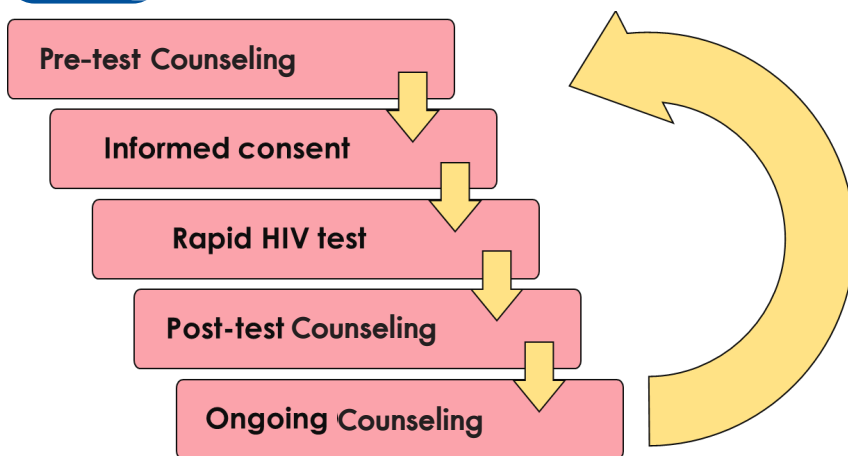 Pre-test Counseling
Informed consent
Rapid HIV test
Post-test Counseling
Ongoing Counseling